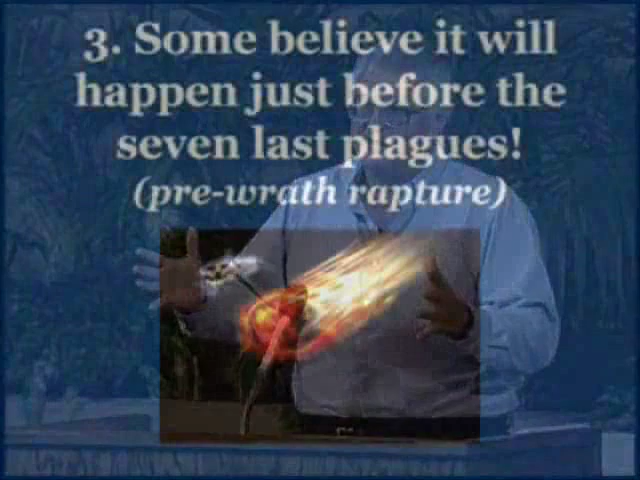 3. Some believe it will
happen just before the
seven last plagues!
(pre-wrath rapture)